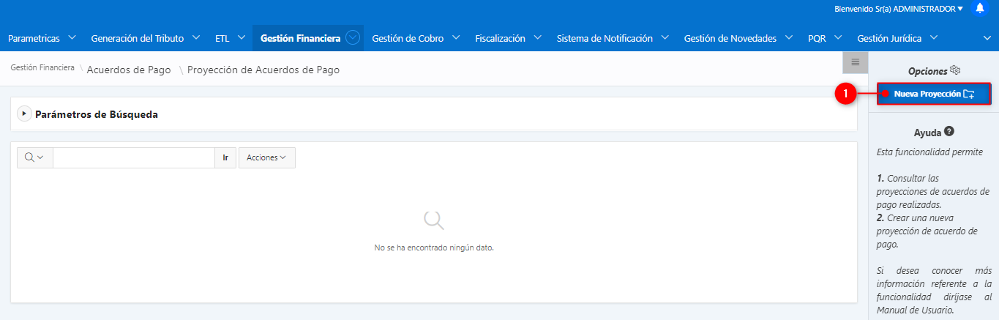 Bienvenido Sr(a) ADMINISTRADOR
Parametricas Generación del Tributo ETL Gestión Financiera Gestión de Cobro Fiscalización Sistema de Notificación Gestión de Novedades PQR Gestión Jurídica
Gestión Financiera \ Acuerdos de Pago \ Proyección de Acuerdos de Pago
Opciones
1
Nueva Proyección
Parámetros de Búsqueda
Ir
Acciones
No se ha encontrado ningún dato.
Ayuda
Esta funcionalidad permite
1. Consultar las
proyecciones de acuerdos de
pago realizadas.
2. Crear una nueva
proyección de acuerdo de
pago.
Si desea conocer más
información referente a la
funcionalidad diríjase al
Manual de Usuario.